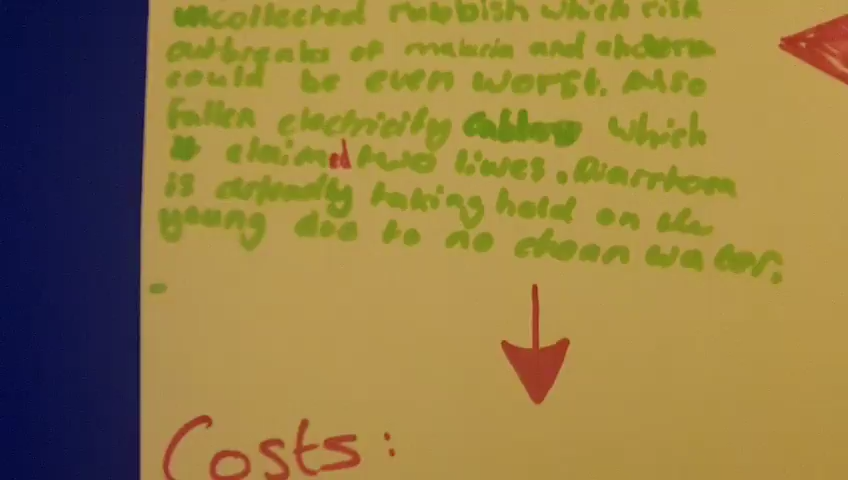 uncollected rubbish which risk
outbreaks of malaria and cholera
could be even worst. Also
fallen electricity cables which
claimed two lives. Diarrhoea
is actually taking hold on the
young due to no clean water.
Costs: